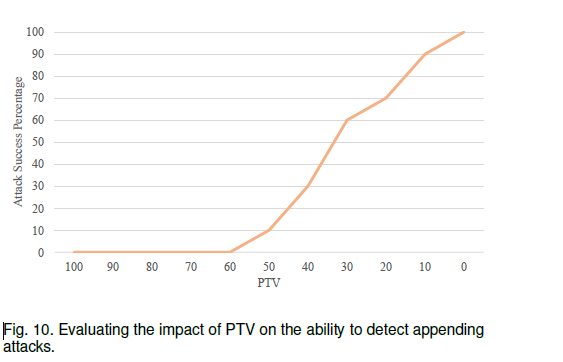 100
90
80
70
60
50
40
30
20
10
0
Attack Success Percentage
100 90 80 70 60 50 40 30 20 10 0
PTV
Fig. 10. Evaluating the impact of PTV on the ability to detect appending
attacks.